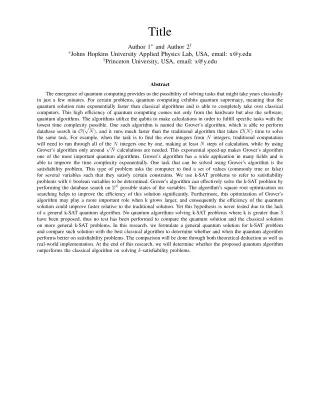 Title
Author 1* and Author 2†
*Johns Hopkins University Applied Physics Lab, USA, email: x@y.edu
†Princeton University, USA, email: x@y.edu
Abstract
The emergence of quantum computing provides us the possibility of solving tasks that might take years classically
in just a few minutes. For certain problems, quantum computing exhibits quantum supremacy, meaning that the
quantum solution runs exponentially faster than classical algorithms and is able to completely take over classical
computers. This high efficiency of quantum computing comes not only from the hardware but also the software:
quantum algorithms. The algorithms utilize the qubits to make calculations in order to fulfill specific tasks with the
lowest time complexity possible. One such algorithm is named the Grover's algorithm, which is able to perform
database search in O(√N), and is now much faster than the traditional algorithm that takes O(N) time to solve
the same task. For example, when the task is to find the even integers from N integers, traditional computation
will need to run through all of the N integers one by one, making at least N steps of calculation, while by using
Grover's algorithm only around √N calculations are needed. This exponential speed-up makes Grover's algorithm
one of the most important quantum algorithms. Grover's algorithm has a wide application in many fields and is
able to improve the time complexity exponentially. One task that can be solved using Grover's algorithm is the
satisfiability problem. This type of problem asks the computer to find a set of values (commonly true or false)
for several variables such that they satisfy certain constraints. We use k-SAT problems to refer to satisfiability
problems with k boolean variables to be determined. Grover's algorithm can effectively solve the k-SAT problem by
performing the database search on 2ᵏ possible states of the variables. The algorithm's square root optimization on
searching helps to improve the efficiency of this solution significantly. Furthermore, this optimization of Grover's
algorithm may play a more important role when k grows larger, and consequently the efficiency of the quantum
solution could improve faster relative to the traditional solution. Yet this hypothesis is never tested due to the lack
of a general k-SAT quantum algorithm. No quantum algorithms solving k-SAT problems where k is greater than 3
have been proposed, thus no test has been performed to compare the quantum solution and the classical solution
on more general k-SAT problems. In this research, we formulate a general quantum solution for k-SAT problem
and compare such solution with the best classical algorithm to determine whether and when the quantum algorithm
performs better on satisfiability problems. The comparison will be done through both theoretical deduction as well as
real-world implementation. At the end of this research, we will determine whether the proposed quantum algorithm
outperforms the classical algorithm on solving k-satisfiability problems.